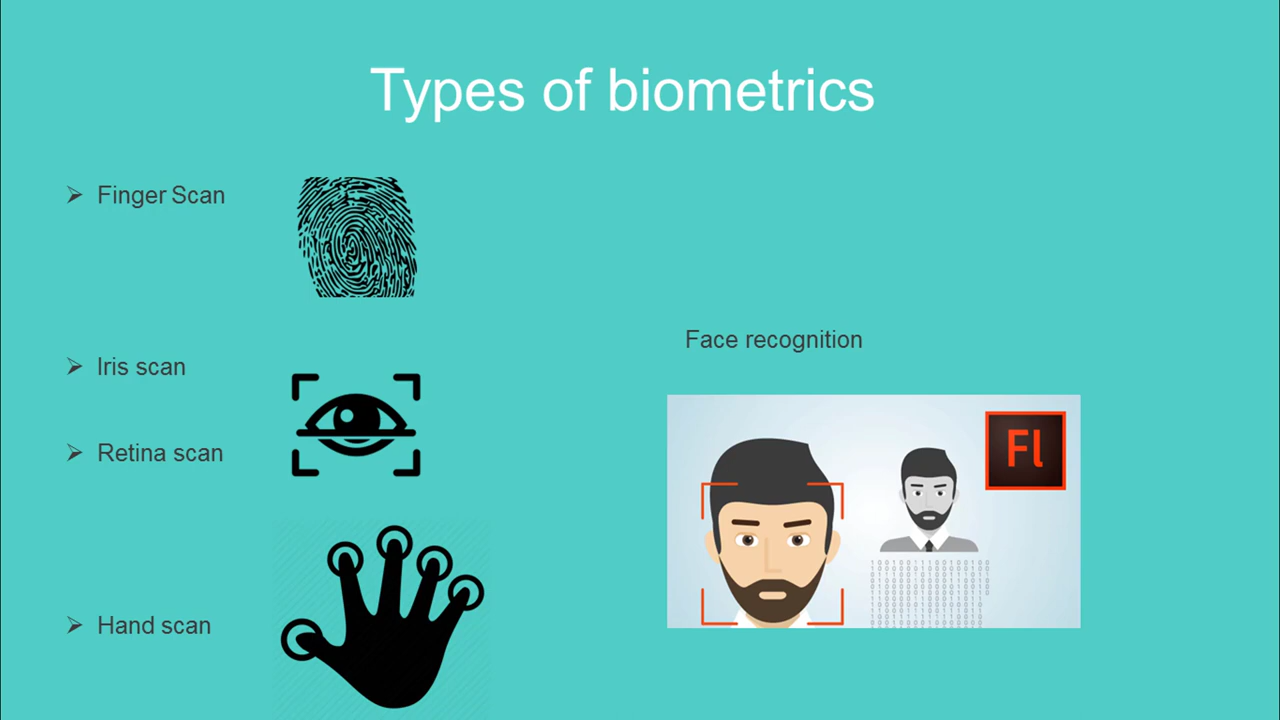 Types of biometrics
Finger Scan
Iris scan
Retina scan
Hand scan
Face recognition
Fl